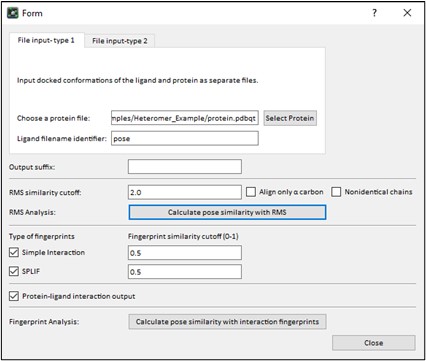 Form
File input- type 1 File input-type 2
Input docked conformations of the ligand and protein as separate files.
Choose a protein file: mples/Heteromer_Example/protein.pdbqt Select Protein
Ligand filename identifier: pose
Output suffix:
RMS similarity cutoff: 2.0 Align only α carbon Nonidentical chains
RMS Analysis: Calculate pose similarity with RMS
Type of fingerprints Fingerprint similarity cutoff (0-1)
Simple Interaction 0.5
SPLIF 0.5
Protein-ligand interaction output
Fingerprint Analysis: Calculate pose similarity with interaction fingerprints
Close